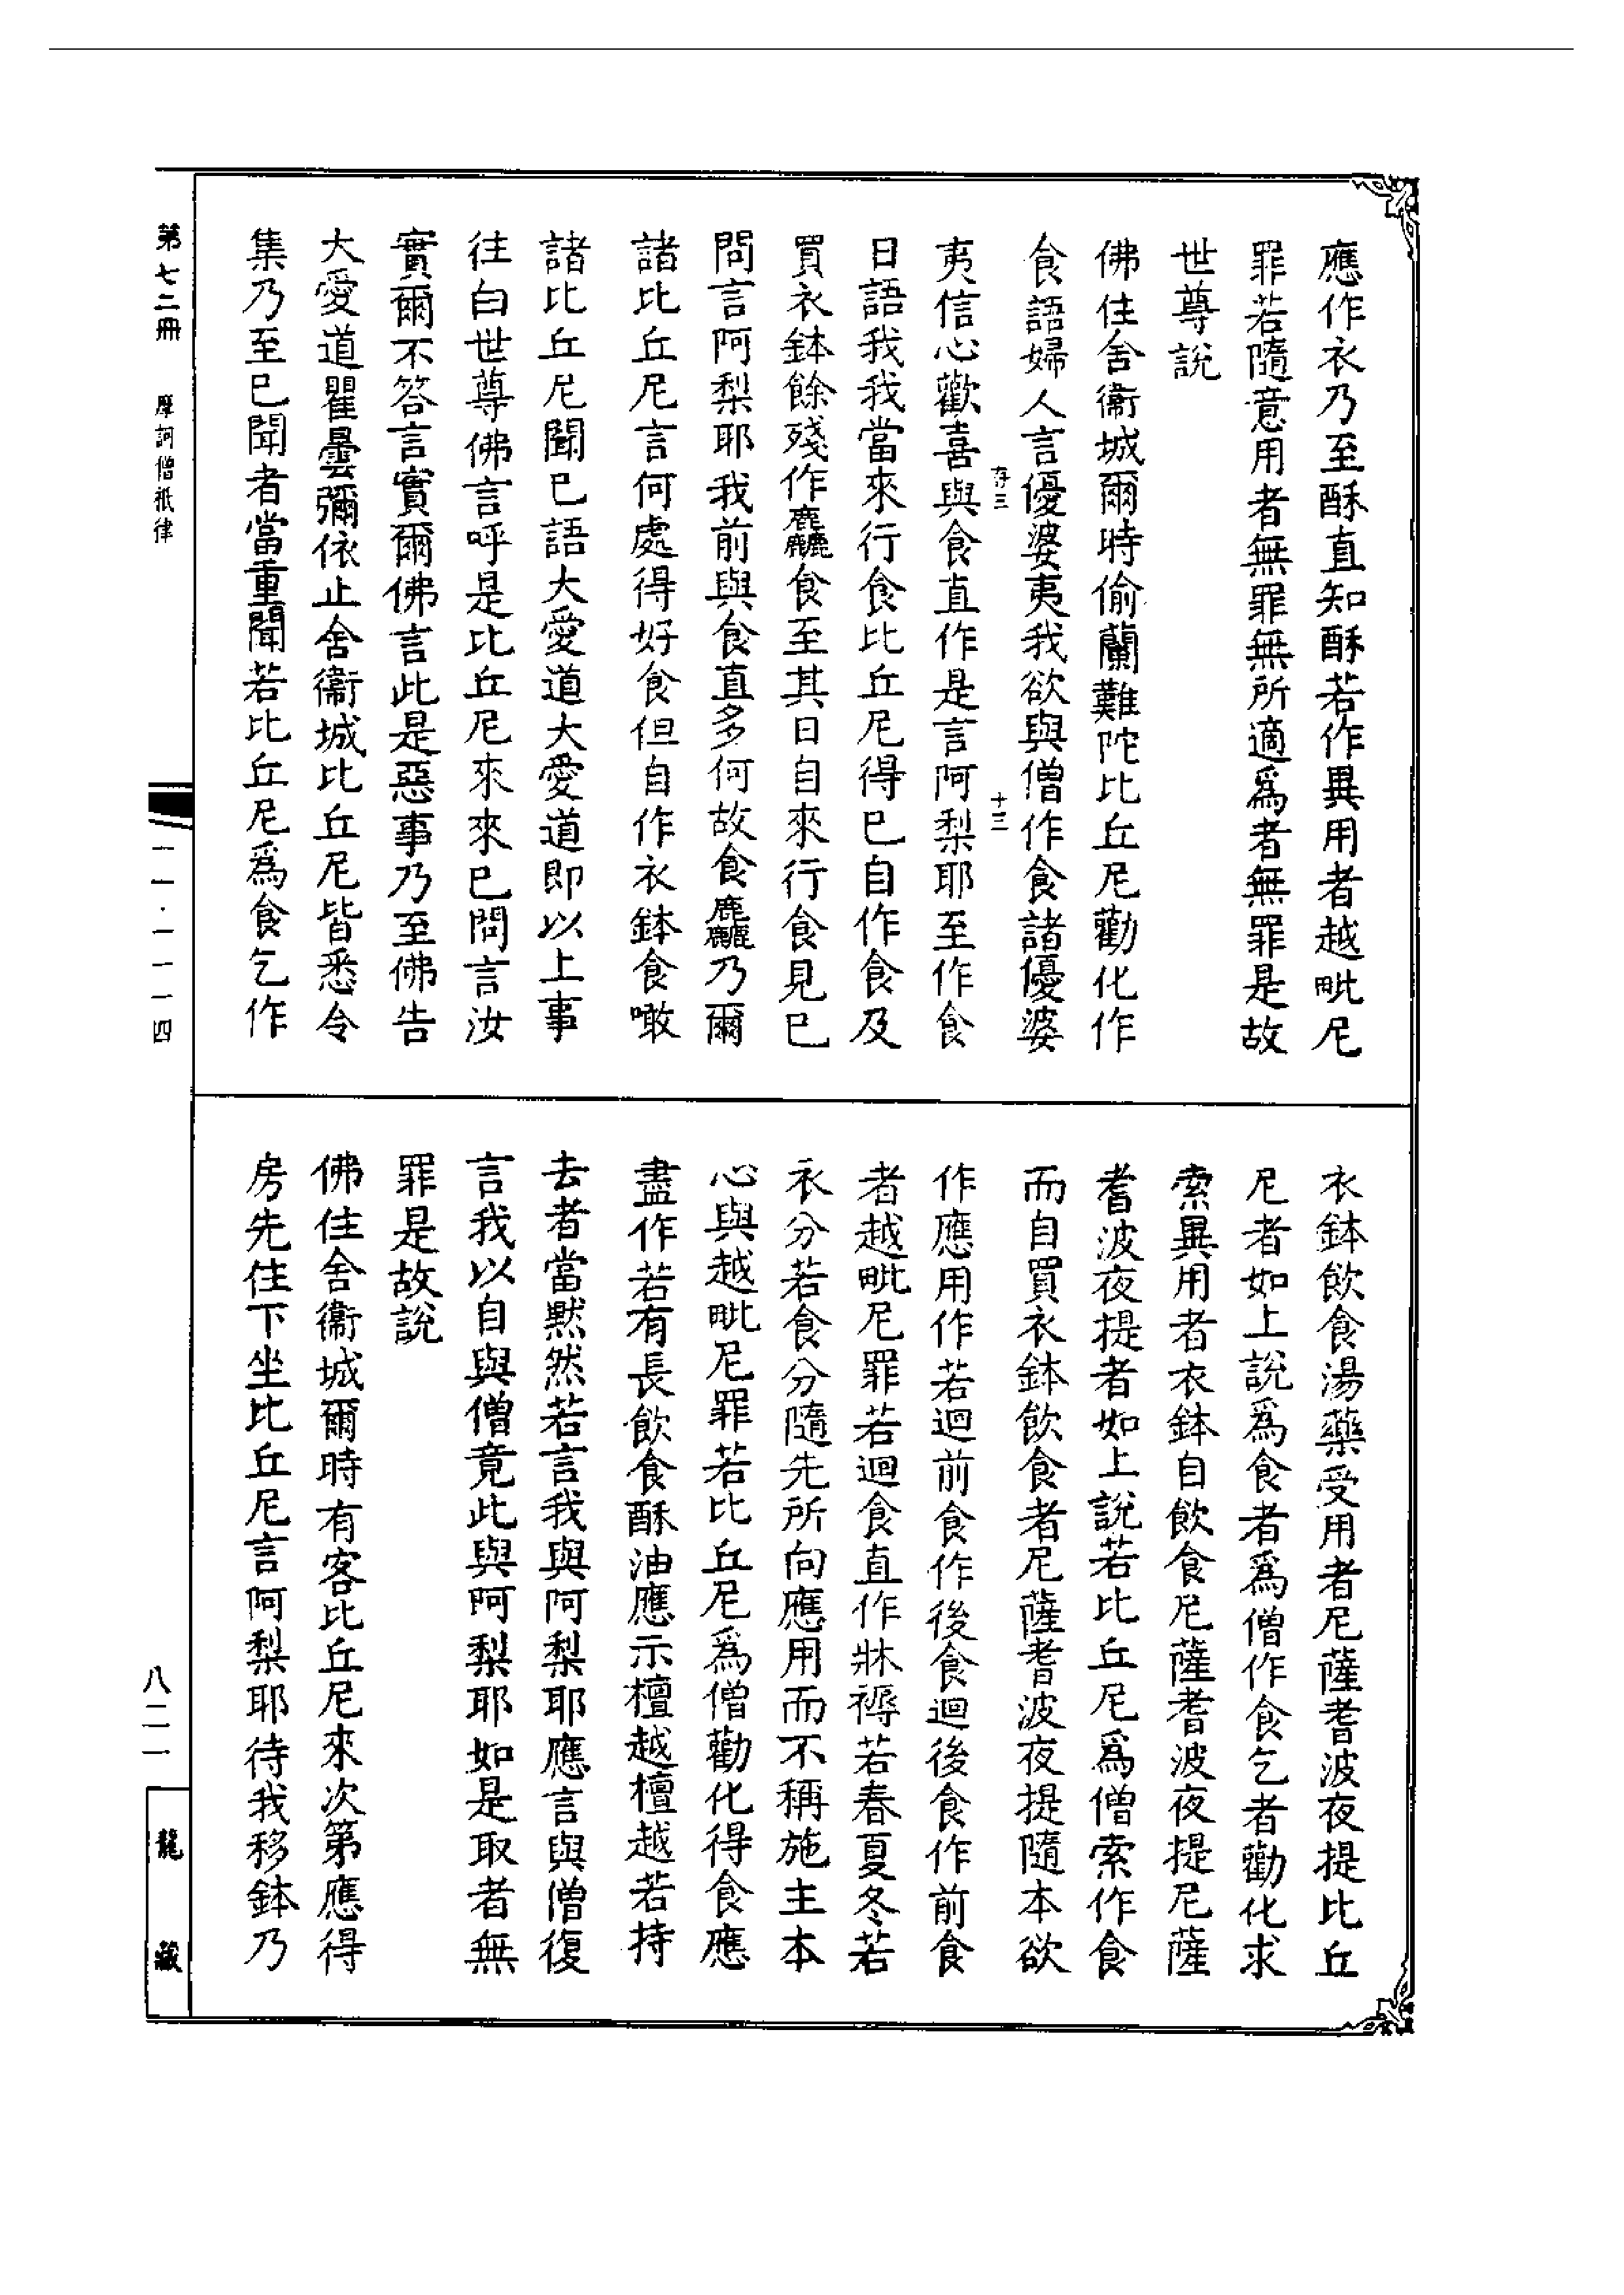 應作衣乃至酥直知酥若作異用者越毗尼
罪若隨意用者無罪無所適爲者無罪是故
世尊說
佛住舍衞城爾時偷蘭難陀比丘尼勸化作
食語婦人言優婆夷我欲與僧作食諸優婆
夷信心歡喜與食直作是言阿梨耶至作食
日語我我當來行食比丘尼得已自作食及
買衣鉢餘殘作麤食至其日自來行食見已
問言阿梨耶我前與食直多何故食麤乃爾
諸比丘尼言何處得好食但自作衣鉢食噉
諸比丘尼聞已語大愛道大愛道即以上事
往白世尊佛言呼是比丘尼來來已問言汝
實爾不答言實爾佛言此是惡事乃至佛告
大愛道瞿曇彌依止舍衞城比丘尼皆悉令
集乃至已聞者當重聞若比丘尼爲食乞作
衣鉢飲食湯藥受用者尼薩耆波夜提比丘
尼者如上說爲食者爲僧作食乞者勸化求
索異用者衣鉢自飲食尼薩耆波夜提尼薩
耆波夜提者如上說若比丘尼爲僧索作食
而自買衣鉢飲食者尼薩耆波夜提隨本欲
作應用作若迴前食作後食迴後食作前食
者越毗尼罪若迴食直作牀褥若春夏冬若
衣分若食分隨先所向應用而不稱施主本
心與越毗尼罪若比丘尼爲僧勸化得食應
盡作若有長飲食酥油應示檀越檀越若持
去者當黙然若言我與阿梨耶應言與僧復
言我以自與僧竟此與阿梨耶如是取者無
罪是故說
佛住舍衞城爾時有客比丘尼來次第應得
房先住下坐比丘尼言阿梨耶待我移鉢乃
存三
十三
第七二冊 摩訶僧祇律
一一一・一一一四
八二一
龍藏